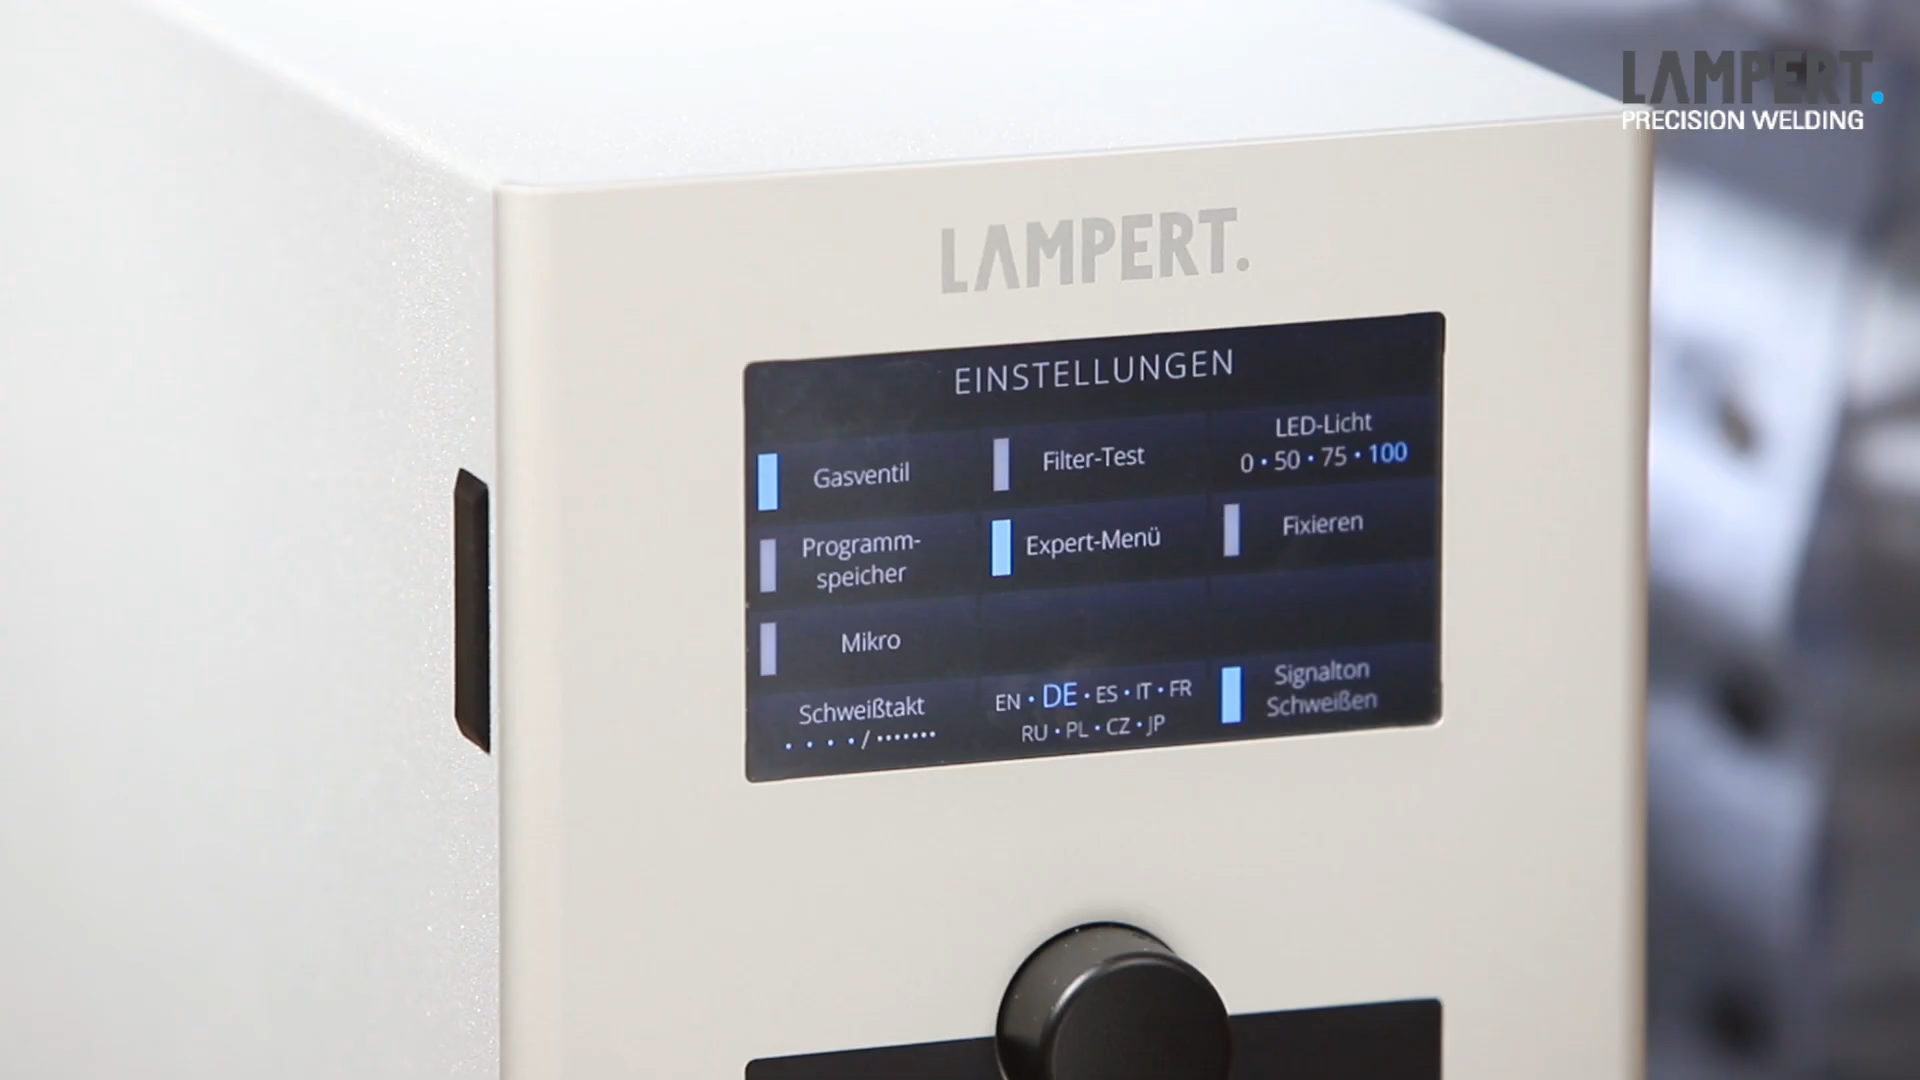 LAMPERT.
PRECISION WELDING
LAMPERT.
EINSTELLUNGEN
Gasventil
Filter-Test
LED-Licht
0 • 50 • 75 • 100
Programm-
speicher
Expert-Menü
Fixieren
Mikro
Schweißtakt
• • • • / •••••••
EN • DE • ES • IT • FR
RU • PL • CZ • JP
Signalton
Schweißen